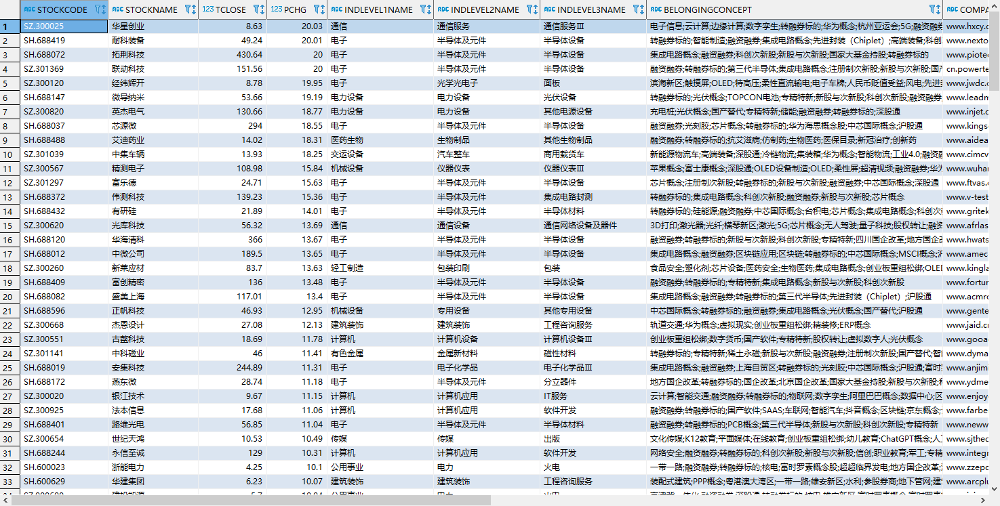 ABC STOCKCODE ABC STOCKNAME 123 TCLOSE 123 PCHG ABC INDLEVEL1NAME ABC INDLEVEL2NAME ABC INDLEVEL3NAME ABC BELONGINGCONCEPT ABC COMPA
1 SZ.300025 华星创业 8.63 20.03 通信 通信服务 通信服务Ⅲ 电子信息;云计算;边缘计算;数字孪生;转融券标的;华为概念;杭州亚运会;5G;融资融券 www.hxcy.c
2 SH.688419 耐科装备 49.24 20.01 电子 半导体及元件 半导体设备 转融券标的;智能制造;融资融券;集成电路概念;先进封装（Chiplet）;高端装备;科创 www.nextoo
3 SH.688072 拓荆科技 430.64 20 电子 半导体及元件 半导体设备 集成电路概念;融资融券;科创次新股;新股与次新股;国家大基金持股;转融券标的 www.piotec
4 SZ.301369 联动科技 151.56 20 电子 半导体及元件 半导体设备 融资融券;转融券标的;第三代半导体;集成电路概念;注册制次新股;新股与次新股;国产 cn.powerte
5 SZ.300120 经纬辉开 8.78 19.95 电子 光学光电子 面板 滨海新区;触摸屏;OLED;特高压;柔性直流输电;电子车牌;人民币贬值受益;风电;先进 www.jwdc.c
6 SH.688147 微导纳米 53.66 19.19 电力设备 电力设备 光伏设备 转融券标的;光伏概念;TOPCON电池;专精特新;新股与次新股;科创次新股;融资融券 www.leadm
7 SZ.300820 英杰电气 130.66 18.77 电力设备 电力设备 其他电源设备 充电桩;光伏概念;国产替代;专精特新;储能;融资融券;转融券标的;深股通 www.injet.c
8 SH.688037 芯源微 294 18.55 电子 半导体及元件 半导体设备 融资融券;光刻胶;芯片概念;转融券标的;华为海思概念股;中芯国际概念;沪股通 www.kings
9 SH.688488 艾迪药业 14.02 18.31 医药生物 生物制品 其他生物制品 融资融券;转融券标的;抗艾滋病;仿制药;生物医药;医保目录;新冠治疗;创新药 www.aidea
10 SZ.301039 中集车辆 13.93 18.25 交运设备 汽车整车 商用载货车 新能源物流车;高端装备;深股通;冷链物流;集装箱;华为概念;智能物流;工业4.0;融资 www.cimcv
11 SZ.300567 精测电子 108.98 15.84 机械设备 仪器仪表 仪器仪表Ⅲ 苹果概念;富士康概念;深股通;OLED设备制造;OLED;柔性屏;超清视频;融资融券;华为 www.wuhan
12 SZ.301297 富乐德 24.71 15.63 电子 半导体及元件 半导体设备 芯片概念;注册制次新股;转融券标的;新股与次新股;融资融券;中芯国际概念;深股通 www.ftvas.c
13 SH.688372 伟测科技 139.23 15.36 电子 半导体及元件 集成电路封测 转融券标的;集成电路概念;科创次新股;融资融券;新股与次新股;芯片概念 www.v-test
14 SH.688432 有研硅 21.89 14.01 电子 半导体及元件 半导体材料 转融券标的;硅能源;融资融券;中芯国际概念;台积电;芯片概念;集成电路概念;科创 www.gritek
15 SZ.300620 光库科技 56.32 13.69 通信 通信设备 通信网络设备及器件 3D打印;激光器;光纤;横琴新区;激光;5G;芯片概念;无人驾驶;量子科技;股权转让;融资 www.afrlas
16 SH.688120 华海清科 366 13.67 电子 半导体及元件 半导体设备 融资融券;转融券标的;新股与次新股;科创次新股;专精特新;四川国企改革;地方国企改 www.hwats
17 SH.688012 中微公司 189.5 13.65 电子 半导体及元件 半导体设备 集成电路概念;融资融券;区块链应用;区块链;转融券标的;中芯国际概念;MSCI概念; www.amec
18 SZ.300260 新莱应材 83.7 13.63 轻工制造 包装印刷 包装 食品安全;塑化剂;芯片设备;医药安全;生物医药;集成电路概念;创业板重组松绑;OLED www.kingla
19 SH.688409 富创精密 136 13.48 电子 半导体及元件 半导体设备 融资融券;转融券标的;专精特新;集成电路概念;新股与次新股;科创次新股 www.fortun
20 SH.688082 盛美上海 117.01 13.4 电子 半导体及元件 半导体设备 集成电路概念;融资融券;转融券标的;第三代半导体;先进封装（Chiplet）;沪股通 www.acmrc
21 SH.688596 正帆科技 46.93 12.95 机械设备 专用设备 其他专用设备 中芯国际概念;转融券标的;融资融券;集成电路概念;光伏概念;国产替代;沪股通 www.gente
22 SZ.300668 杰恩设计 27.08 12.13 建筑装饰 建筑装饰 工程咨询服务 轨道交通;华为概念;虚拟现实;创业板重组松绑;精装修;ERP概念 www.jaid.cn
23 SZ.300551 古鳌科技 18.69 11.78 计算机 计算机设备 计算机设备Ⅲ 创业板重组松绑;数字货币;国产软件;专精特新;股权转让;虚拟数字人;光伏概念 www.gooa
24 SZ.301141 中科磁业 46 11.41 有色金属 金属新材料 磁性材料 转融券标的;专精特新;稀土永磁;新股与次新股;融资融券;注册制次新股;国产替代;智 www.dyma
25 SH.688019 安集科技 244.89 11.31 电子 电子化学品 电子化学品Ⅲ 集成电路概念;融资融券;上海自贸区;转融券标的;光刻胶;中芯国际概念;沪股通;富时 www.anjim
26 SH.688172 燕东微 28.74 11.18 电子 半导体及元件 分立器件 地方国企改革;转融券标的;国企改革;北京国企改革;国家大基金持股;新股与次新股;科 www.ydme
27 SZ.300020 银江技术 9.67 11.15 计算机 计算机应用 IT服务 云计算;智能交通;融资融券;转融券标的;物联网;数字孪生;阿里巴巴概念;数据中心;区 www.enjoy
28 SZ.300925 法本信息 17.68 11.06 计算机 计算机应用 软件开发 融资融券;转融券标的;国产软件;SAAS;车联网;智能汽车;抖音概念;区块链;京东概念; www.farbe
29 SH.688401 路维光电 56.85 11.04 电子 半导体及元件 半导体材料 融资融券;转融券标的;PCB概念;第三代半导体;新股与次新股;科创次新股;专精特新 www.neww
30 SZ.300654 世纪天鸿 10.53 10.49 传媒 传媒 出版 文化传媒;K12教育;平面媒体;在线教育;创业板重组松绑;幼儿教育;ChatGPT概念;人工 www.sjthec
31 SH.688244 永信至诚 129 10.31 计算机 计算机应用 软件开发 网络安全;融资融券;转融券标的;科创次新股;新股与次新股;信创;职业教育;军工;专精 www.integr
32 SH.600023 浙能电力 4.25 10.1 公用事业 电力 火电 一带一路;融资融券;转融券标的;核电;富时罗素概念股;超超临界发电;地方国企改革; www.zzepc
33 SH.600629 华建集团 6.23 10.07 建筑装饰 建筑装饰 工程咨询服务 装配式建筑;PPP概念;粤港澳大湾区;一带一路;雄安新区;水利;参股券商;地下管网;建 www.arcplu